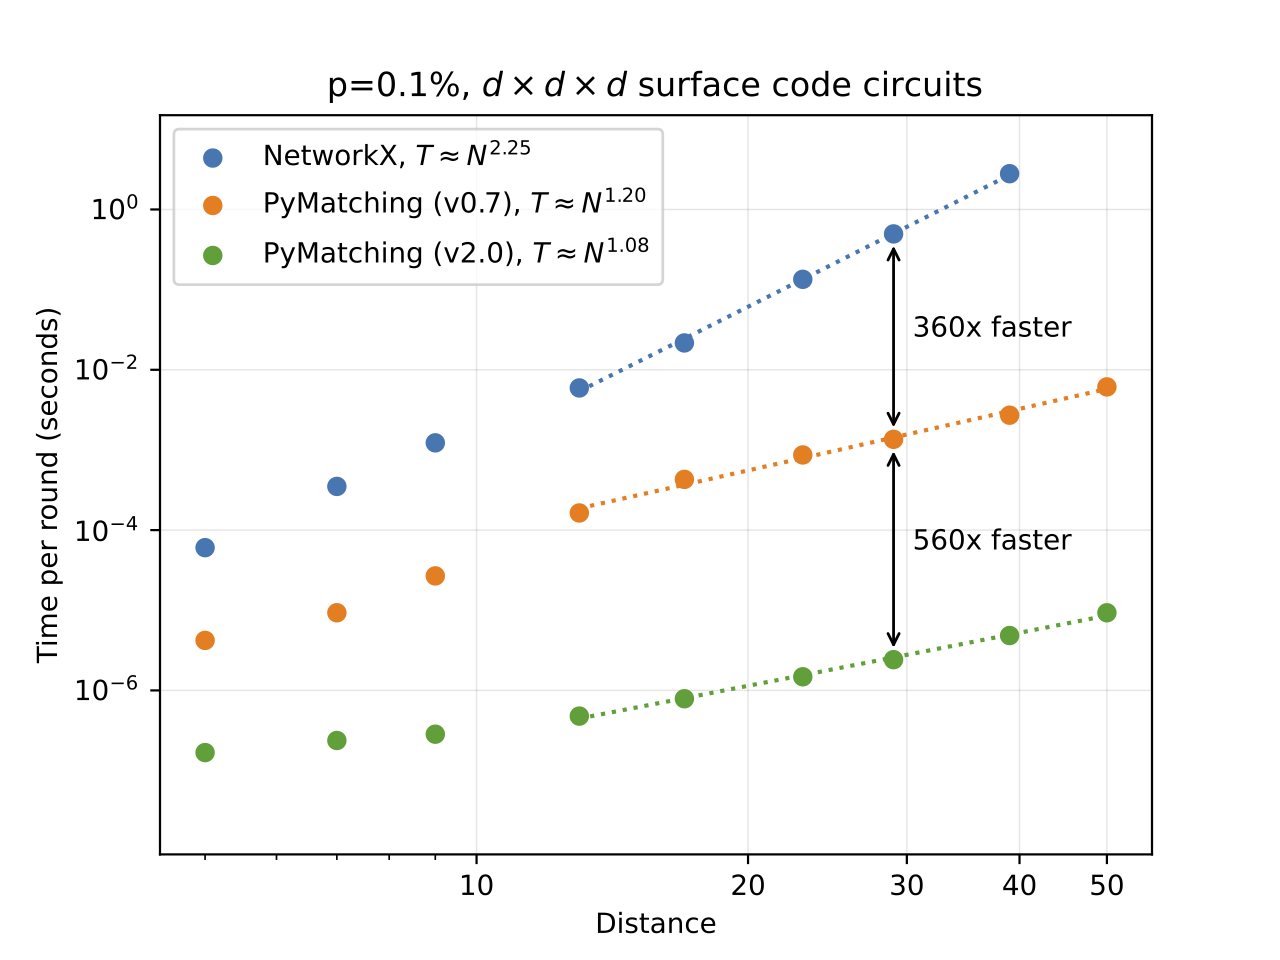 p=0.1%, d × d × d surface code circuits
NetworkX, T ≈ N^2.25
PyMatching (v0.7), T ≈ N^1.20
PyMatching (v2.0), T ≈ N^1.08
10^0
10^−2
10^−4
10^−6
Time per round (seconds)
360x faster
560x faster
10 20 30 40 50
Distance